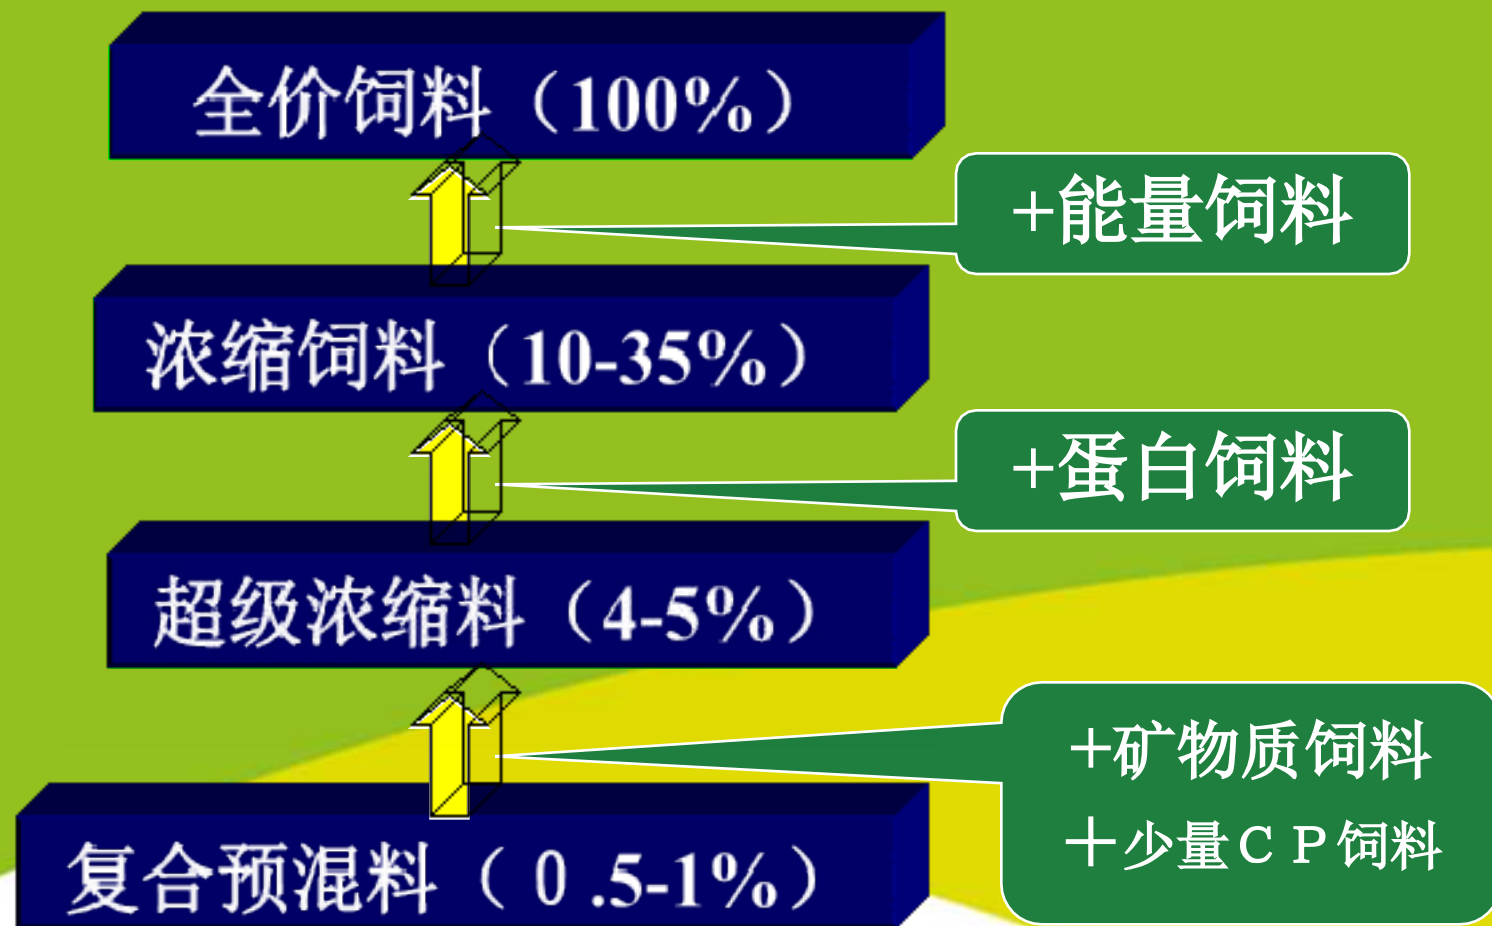 全价饲料（100%）
+能量饲料
浓缩饲料（10-35%）
+蛋白饲料
超级浓缩料（4-5%）
+矿物质饲料
＋少量ＣＰ饲料
复合预混料（０.5-1%）